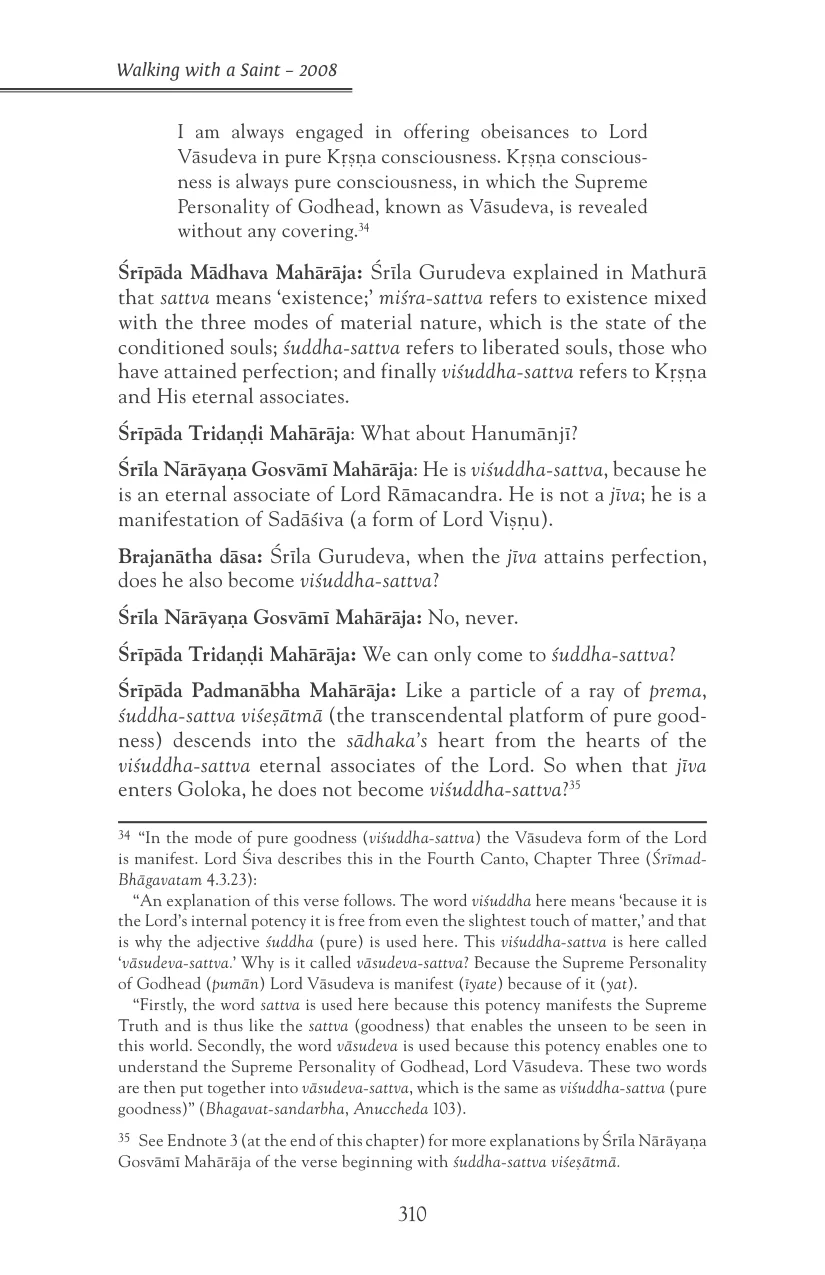 Walking with a Saint – 2008
I am always engaged in offering obeisances to Lord
Vāsudeva in pure Kṛṣṇa consciousness. Kṛṣṇa conscious-
ness is always pure consciousness, in which the Supreme
Personality of Godhead, known as Vāsudeva, is revealed
without any covering.34
Śrīpāda Mādhava Mahārāja: Śrīla Gurudeva explained in Mathurā
that sattva means ‘existence;’ miśra-sattva refers to existence mixed
with the three modes of material nature, which is the state of the
conditioned souls; śuddha-sattva refers to liberated souls, those who
have attained perfection; and finally viśuddha-sattva refers to Kṛṣṇa
and His eternal associates.
Śrīpāda Tridaṇḍi Mahārāja: What about Hanumānjī?
Śrīla Nārāyaṇa Gosvāmī Mahārāja: He is viśuddha-sattva, because he
is an eternal associate of Lord Rāmacandra. He is not a jīva; he is a
manifestation of Sadāśiva (a form of Lord Viṣṇu).
Brajanātha dāsa: Śrīla Gurudeva, when the jīva attains perfection,
does he also become viśuddha-sattva?
Śrīla Nārāyaṇa Gosvāmī Mahārāja: No, never.
Śrīpāda Tridaṇḍi Mahārāja: We can only come to śuddha-sattva?
Śrīpāda Padmanābha Mahārāja: Like a particle of a ray of prema,
śuddha-sattva viśeṣātmā (the transcendental platform of pure good-
ness) descends into the sādhaka’s heart from the hearts of the
viśuddha-sattva eternal associates of the Lord. So when that jīva
enters Goloka, he does not become viśuddha-sattva?35
34 “In the mode of pure goodness (viśuddha-sattva) the Vāsudeva form of the Lord
is manifest. Lord Śiva describes this in the Fourth Canto, Chapter Three (Śrīmad-
Bhāgavatam 4.3.23):
“An explanation of this verse follows. The word viśuddha here means ‘because it is
the Lord’s internal potency it is free from even the slightest touch of matter,’ and that
is why the adjective śuddha (pure) is used here. This viśuddha-sattva is here called
‘vāsudeva-sattva.’ Why is it called vāsudeva-sattva? Because the Supreme Personality
of Godhead (pumān) Lord Vāsudeva is manifest (īyate) because of it (yat).
“Firstly, the word sattva is used here because this potency manifests the Supreme
Truth and is thus like the sattva (goodness) that enables the unseen to be seen in
this world. Secondly, the word vāsudeva is used because this potency enables one to
understand the Supreme Personality of Godhead, Lord Vāsudeva. These two words
are then put together into vāsudeva-sattva, which is the same as viśuddha-sattva (pure
goodness)” (Bhagavat-sandarbha, Anuccheda 103).
35 See Endnote 3 (at the end of this chapter) for more explanations by Śrīla Nārāyaṇa
Gosvāmī Mahārāja of the verse beginning with śuddha-sattva viśeṣātmā.
310